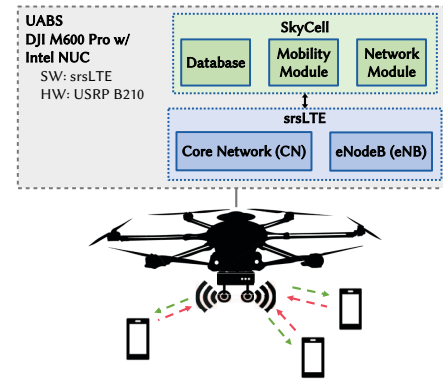 UABS
DJI M600 Pro w/
Intel NUC
SW: srsLTE
HW: USRP B210
SkyCell
Database
Mobility
Module
Network
Module
srsLTE
Core Network (CN)
eNodeB (eNB)